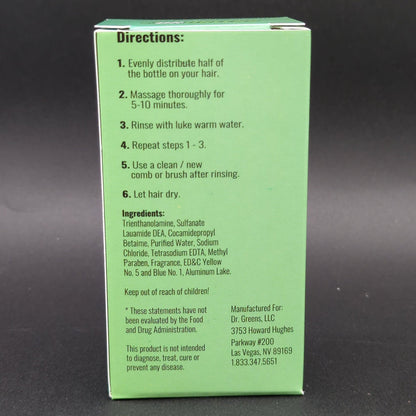 Directions:
1. Evenly distribute half of
the bottle on your hair.
2. Massage thoroughly for
5-10 minutes.
3. Rinse with luke warm water.
4. Repeat steps 1 - 3.
5. Use a clean / new
comb or brush after rinsing.
6. Let hair dry.
Ingredients:
Trienthanolamine, Sulfanate
Lauamide DEA, Cocamidepropyl
Betaime, Purified Water, Sodium
Chloride, Tetrasodium EDTA, Methyl
Paraben, Fragrance, ED&C Yellow
No. 5 and Blue No. 1, Aluminum Lake.
Keep out of reach of children!
* These statements have not
been evaluated by the Food
and Drug Administration.
This product is not intended
to diagnose, treat, cure or
prevent any disease.
Manufactured For:
Dr. Greens, LLC
3753 Howard Hughes
Parkway #200
Las Vegas, NV 89169
1.833.347.5651